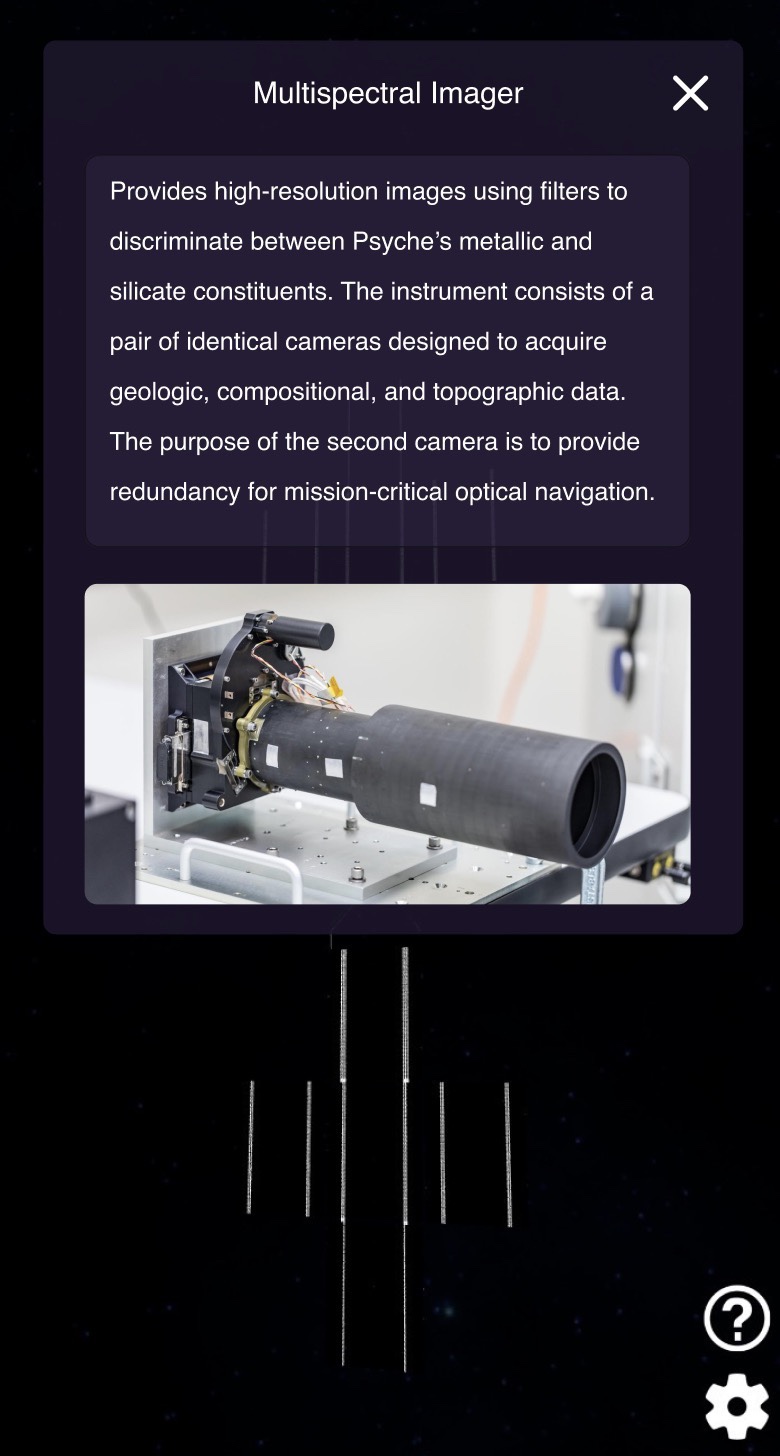 Multispectral Imager
Provides high-resolution images using filters to
discriminate between Psyche’s metallic and
silicate constituents. The instrument consists of a
pair of identical cameras designed to acquire
geologic, compositional, and topographic data.
The purpose of the second camera is to provide
redundancy for mission-critical optical navigation.